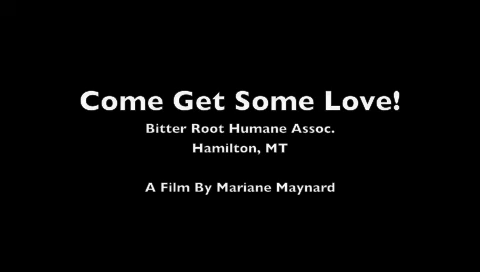 Come Get Some Love!
Bitter Root Humane Assoc.
Hamilton, MT
A Film By Mariane Maynard